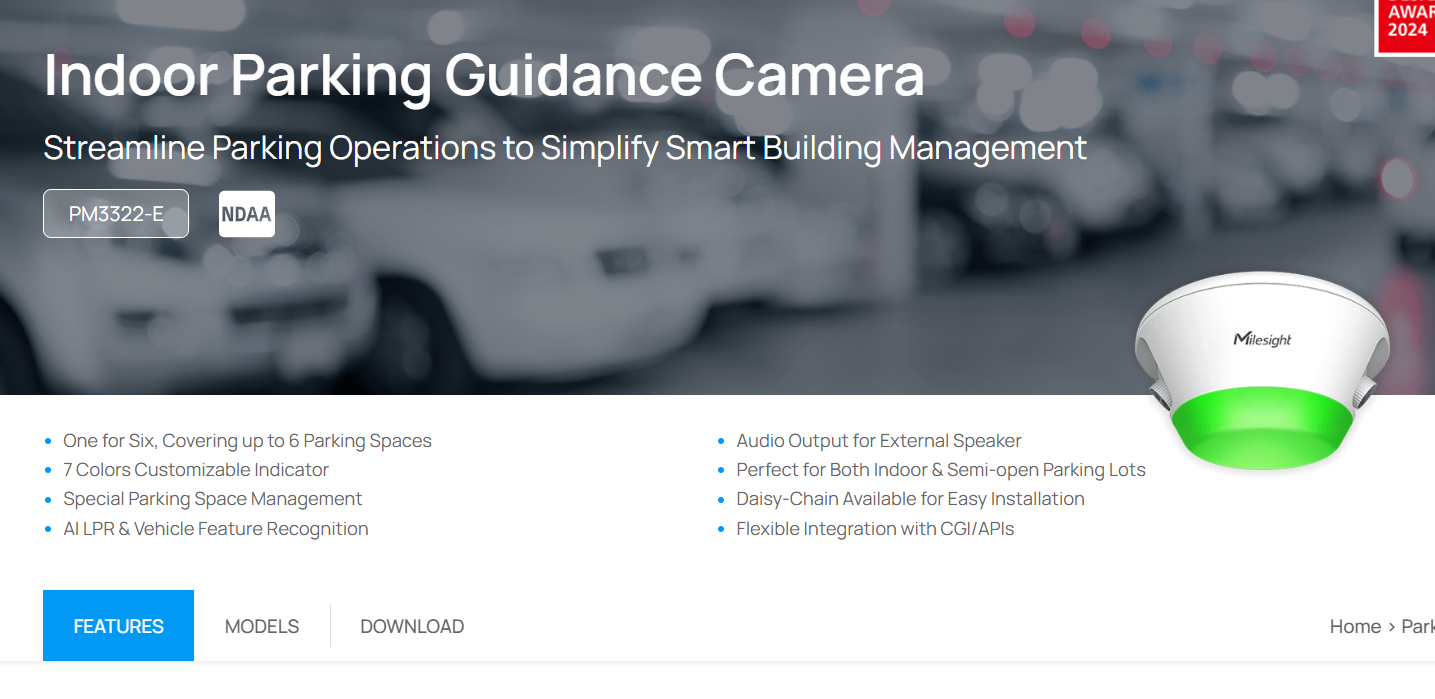 AWAR
2024
Indoor Parking Guidance Camera
Streamline Parking Operations to Simplify Smart Building Management
PM3322-E
NDAA
Milesight
One for Six, Covering up to 6 Parking Spaces
7 Colors Customizable Indicator
Special Parking Space Management
AI LPR & Vehicle Feature Recognition
Audio Output for External Speaker
Perfect for Both Indoor & Semi-open Parking Lots
Daisy-Chain Available for Easy Installation
Flexible Integration with CGI/APIs
FEATURES
MODELS
DOWNLOAD
Home > Park